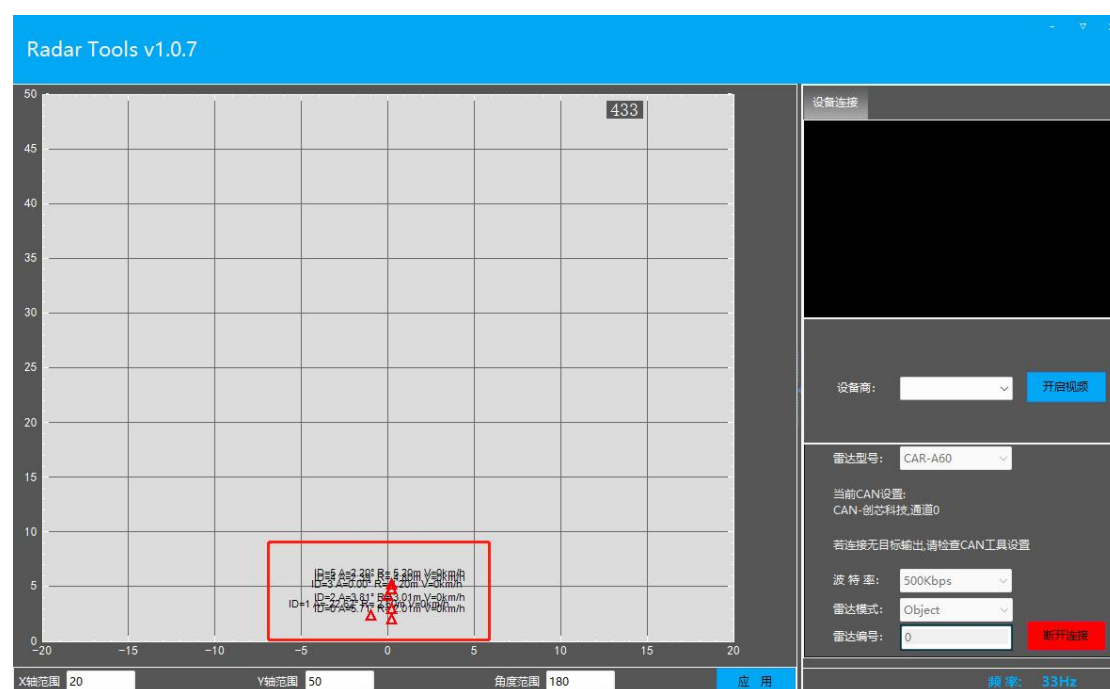 Radar Tools v1.0.7
50
433
45
40
35
30
25
20
15
10
5
0
-20
-15
-10
-5
0
5
10
15
20
ID=3 A=0.00°
X轴范围 20
Y轴范围 50
角度范围 180
应 用
设备连接
设备商:
开启视频
雷达型号: CAR-A60
当前CAN设置:
CAN-创芯科技,通道0
若连接无目标输出,请检查CAN工具设置
波 特 率: 500Kbps
雷达模式: Object
雷达编号: 0
断开连接
频 率: 33Hz